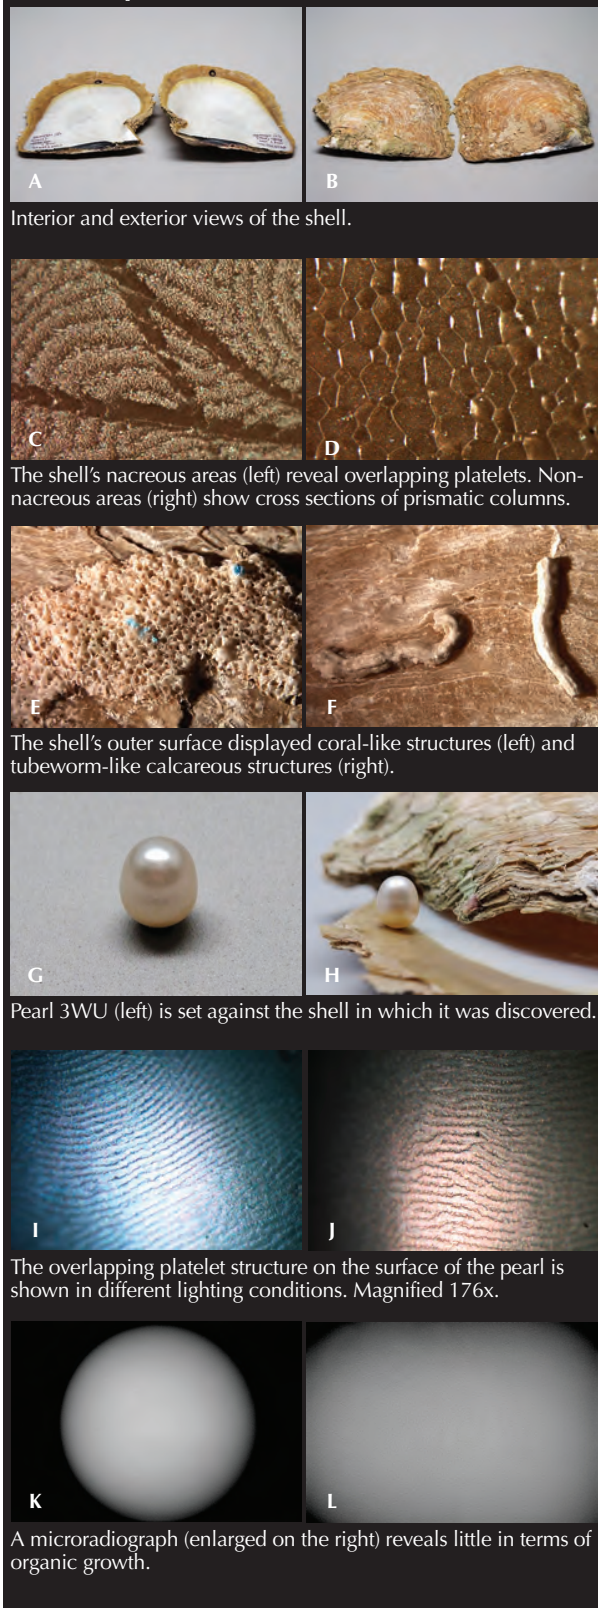 A
B
Interior and exterior views of the shell.
C
D
The shell's nacreous areas (left) reveal overlapping platelets. Non-
nacreous areas (right) show cross sections of prismatic columns.
E
F
The shell's outer surface displayed coral-like structures (left) and
tubeworm-like calcareous structures (right).
G
H
Pearl 3WU (left) is set against the shell in which it was discovered.
I
J
The overlapping platelet structure on the surface of the pearl is
shown in different lighting conditions. Magnified 176x.
K
L
A microradiograph (enlarged on the right) reveals little in terms of
organic growth.